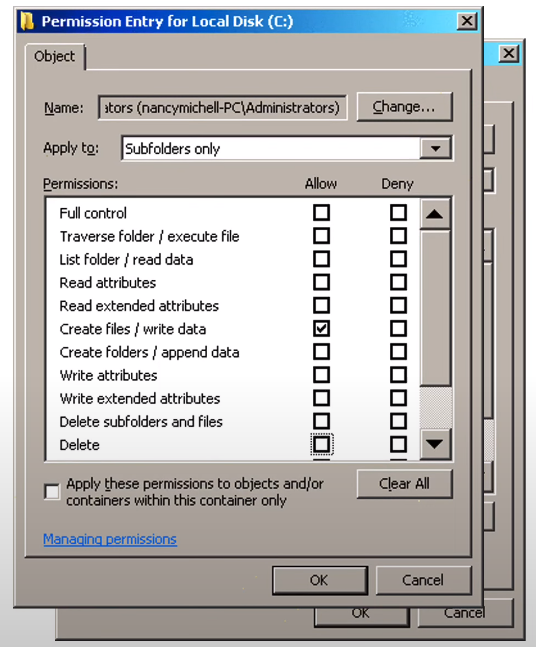 Permission Entry for Local Disk (C:)
Object
Name: ators (nancymichell-PC\Administrators) Change...
Apply to: Subfolders only
Permissions: Allow Deny
Full control
Traverse folder / execute file
List folder / read data
Read attributes
Read extended attributes
Create files / write data
Create folders / append data
Write attributes
Write extended attributes
Delete subfolders and files
Delete
Apply these permissions to objects and/or
containers within this container only
Clear All
Managing permissions
OK Cancel
OK Cancel